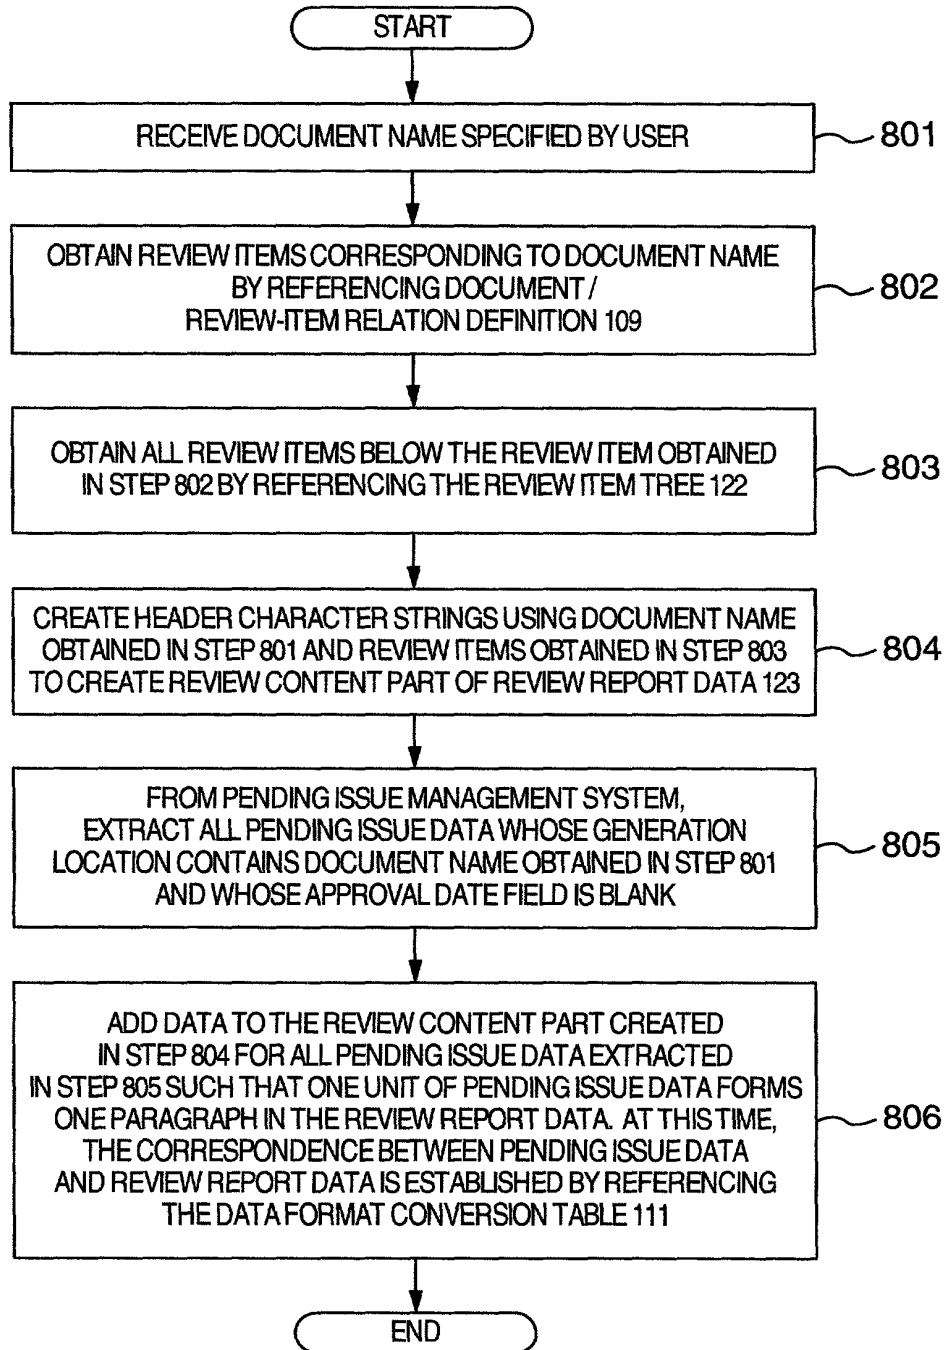 START
RECEIVE DOCUMENT NAME SPECIFIED BY USER
801
OBTAIN REVIEW ITEMS CORRESPONDING TO DOCUMENT NAME
BY REFERENCING DOCUMENT /
REVIEW-ITEM RELATION DEFINITION 109
802
OBTAIN ALL REVIEW ITEMS BELOW THE REVIEW ITEM OBTAINED
IN STEP 802 BY REFERENCING THE REVIEW ITEM TREE 122
803
CREATE HEADER CHARACTER STRINGS USING DOCUMENT NAME
OBTAINED IN STEP 801 AND REVIEW ITEMS OBTAINED IN STEP 803
TO CREATE REVIEW CONTENT PART OF REVIEW REPORT DATA 123
804
FROM PENDING ISSUE MANAGEMENT SYSTEM,
EXTRACT ALL PENDING ISSUE DATA WHOSE GENERATION
LOCATION CONTAINS DOCUMENT NAME OBTAINED IN STEP 801
AND WHOSE APPROVAL DATE FIELD IS BLANK
805
ADD DATA TO THE REVIEW CONTENT PART CREATED
IN STEP 804 FOR ALL PENDING ISSUE DATA EXTRACTED
IN STEP 805 SUCH THAT ONE UNIT OF PENDING ISSUE DATA FORMS
ONE PARAGRAPH IN THE REVIEW REPORT DATA. AT THIS TIME,
THE CORRESPONDENCE BETWEEN PENDING ISSUE DATA
AND REVIEW REPORT DATA IS ESTABLISHED BY REFERENCING
THE DATA FORMAT CONVERSION TABLE 111
806
END